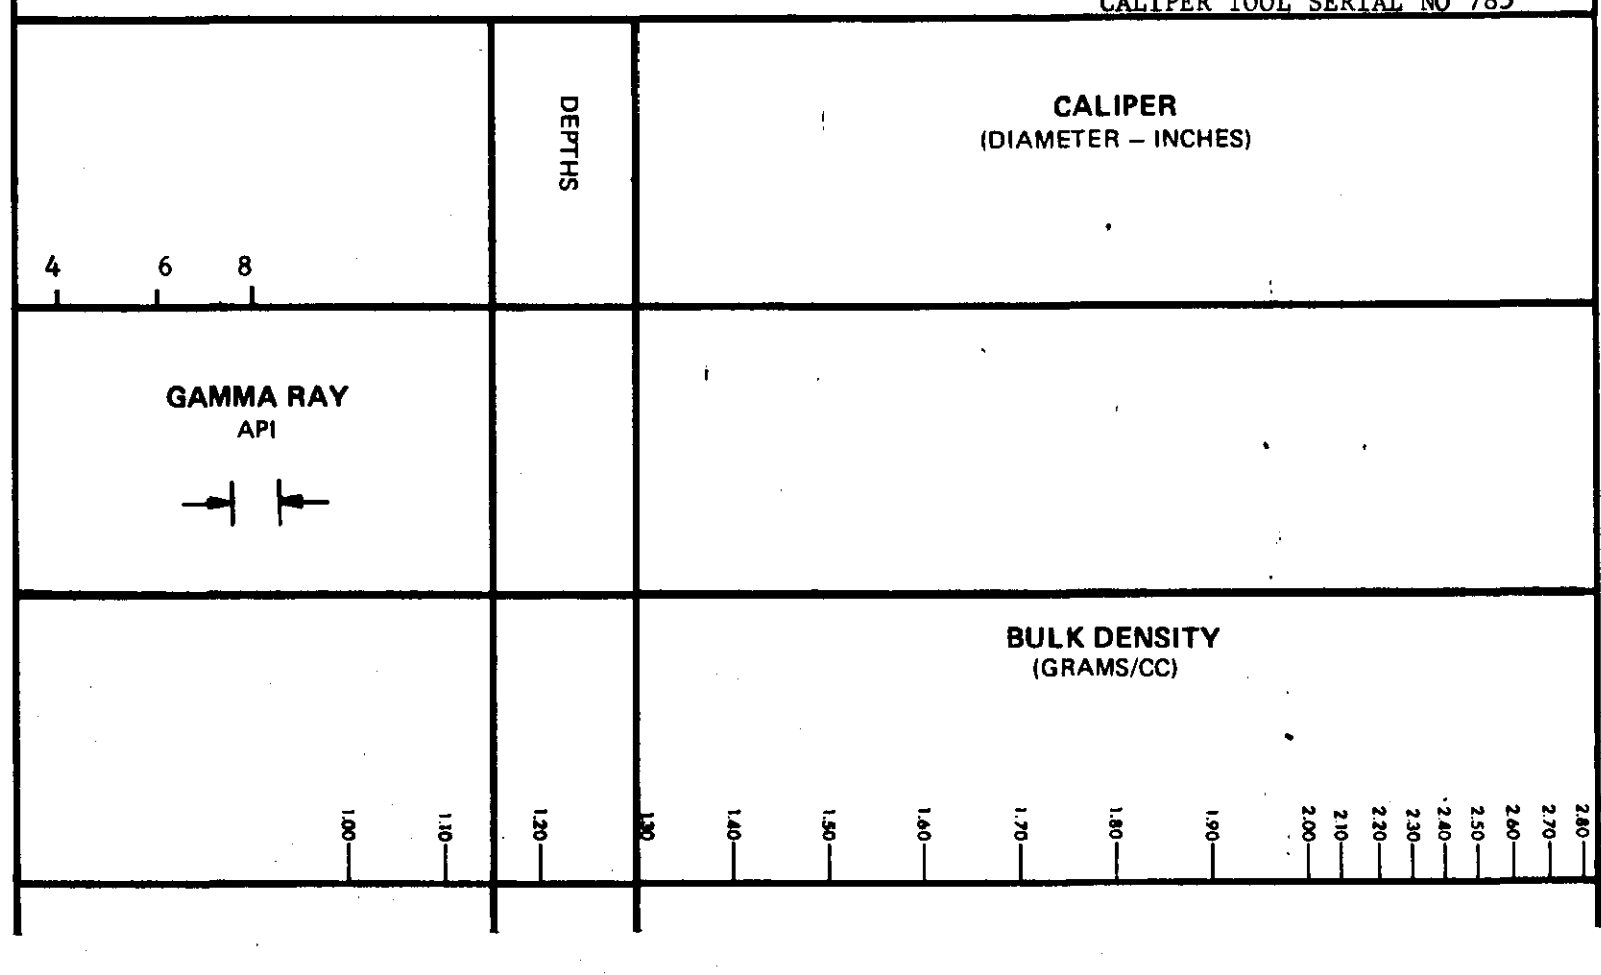 CALIPER TOOL SERIAL NO 785
DEPTHS
CALIPER
(DIAMETER – INCHES)
4 6 8
GAMMA RAY
API
BULK DENSITY
(GRAMS/CC)
1.00 1.10 1.20 1.30 1.40 1.50 1.60 1.70 1.80 1.90 2.00 2.10 2.20 2.30 2.40 2.50 2.60 2.70 2.80